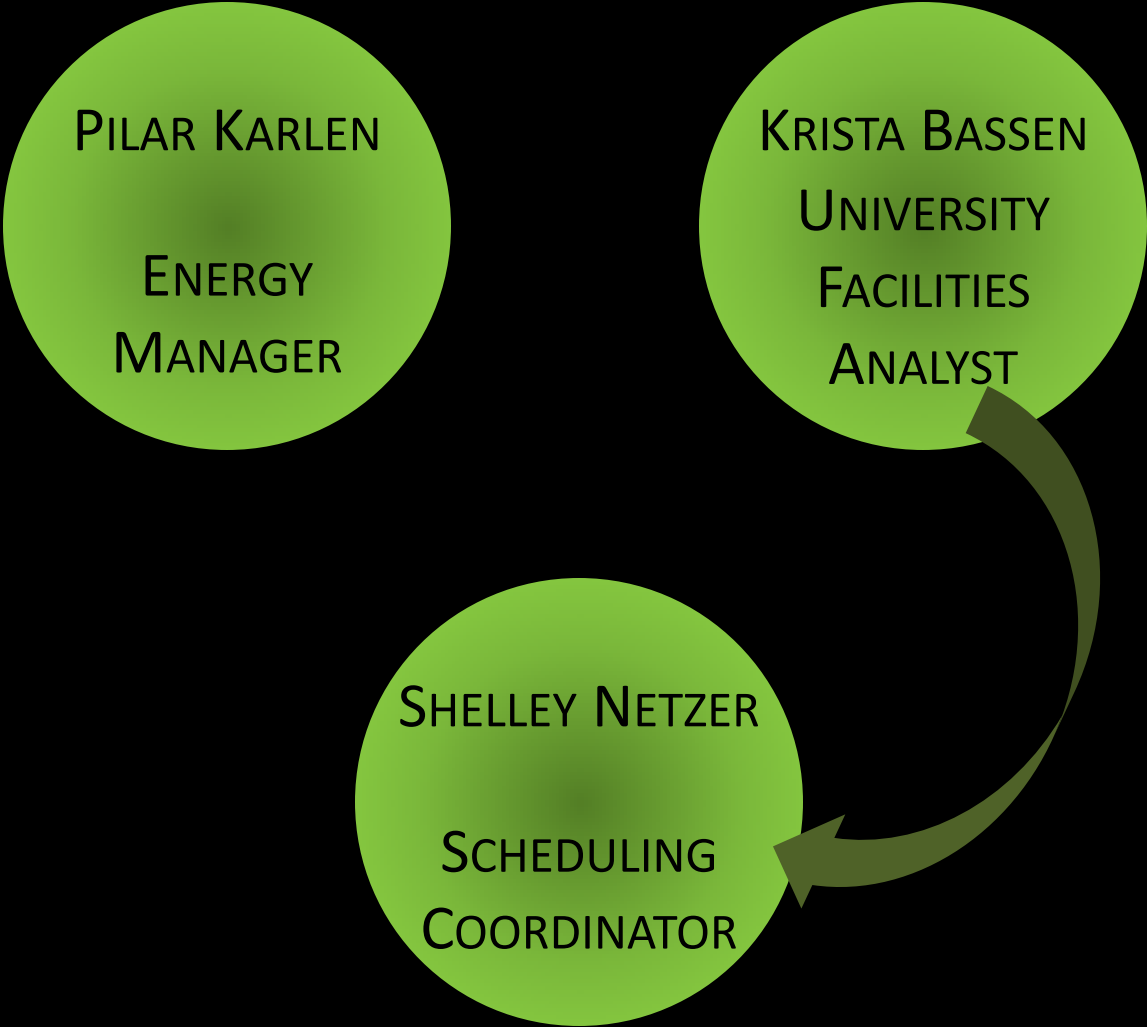 Pilar Karlen
Energy
Manager
Krista Bassen
University
Facilities
Analyst
Shelley Netzer
Scheduling
Coordinator